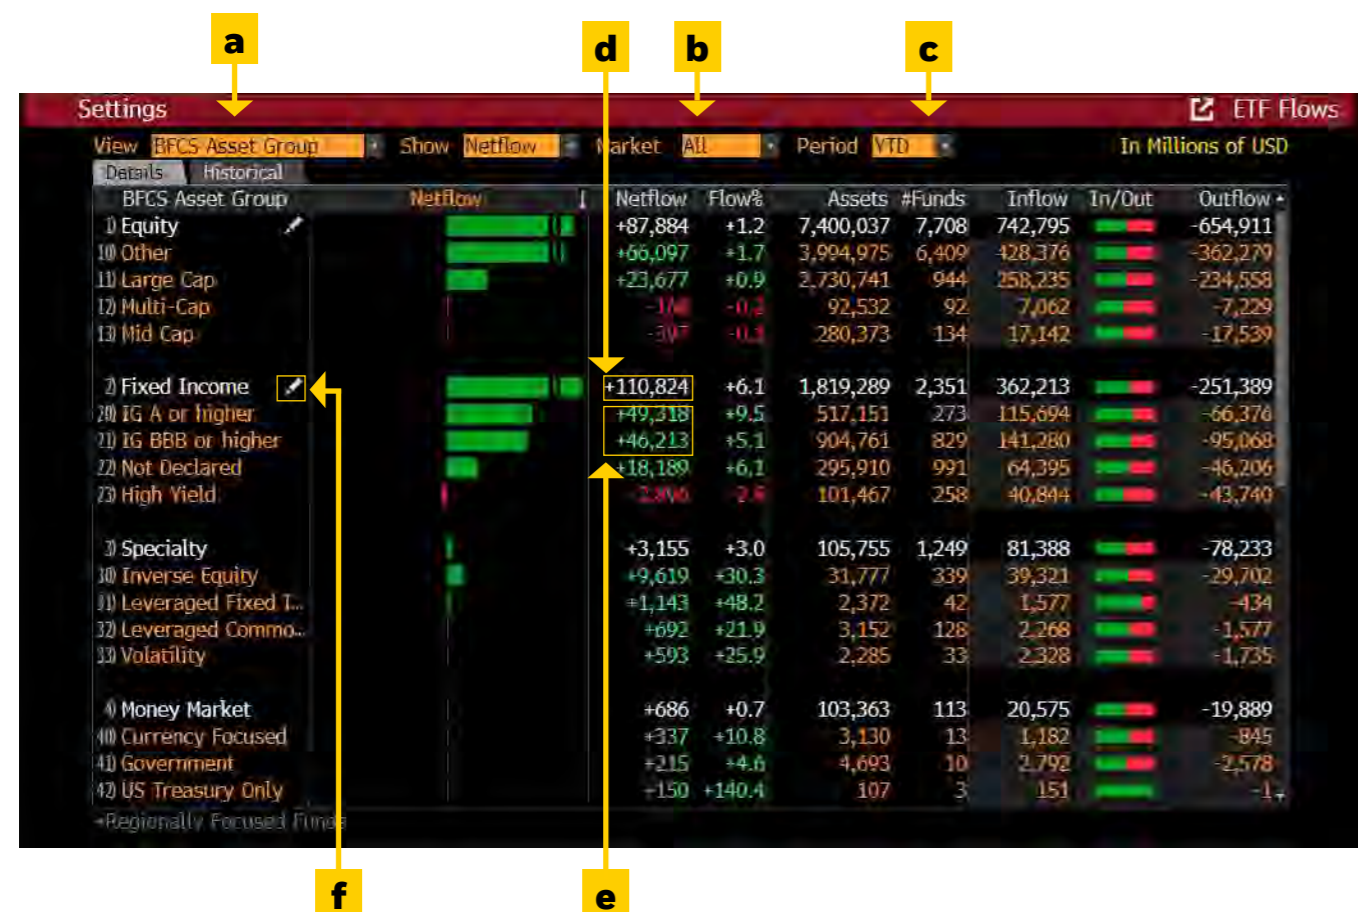 a d b c
Settings ETF Flows
View BFCS Asset Group Show Netflow Market All Period YTD In Millions of USD
Details Historical
BFCS Asset Group Netflow ↓ Netflow Flow% Assets #Funds Inflow In/Out Outflow
1) Equity +87,884 +1.2 7,400,037 7,708 742,795 -654,911
10) Other +66,097 +1.7 3,994,975 6,409 428,376 -362,279
11) Large Cap +23,677 +0.9 2,730,741 944 258,235 -234,558
12) Multi-Cap -0.2 92,532 92 7,062 -7,229
13) Mid Cap -397 -0.1 280,373 134 17,142 -17,539
2) Fixed Income +110,824 +6.1 1,819,289 2,351 362,213 -251,389
20) IG A or higher +49,318 +9.5 517,151 273 115,694 -66,376
21) IG BBB or higher +46,213 +5.1 904,761 829 141,280 -95,068
22) Not Declared +18,189 +6.1 295,910 991 64,395 -46,206
23) High Yield -2,896 -2.8 101,467 258 40,844 -43,740
3) Specialty +3,155 +3.0 105,755 1,249 81,388 -78,233
30) Inverse Equity +9,619 +30.3 31,777 339 39,321 -29,702
31) Leveraged Fixed I... +1,143 +48.2 2,372 42 1,577 -434
32) Leveraged Commo... +692 +21.9 3,152 128 2,268 -1,577
33) Volatility +593 +25.9 2,285 33 2,328 -1,735
4) Money Market +686 +0.7 103,363 113 20,575 -19,889
40) Currency Focused +337 +10.8 3,130 13 1,182 -845
41) Government +215 +4.6 4,693 10 2,792 -2,578
42) US Treasury Only +150 +140.4 107 3 151 -1
*Regionally Focused Funds
f e